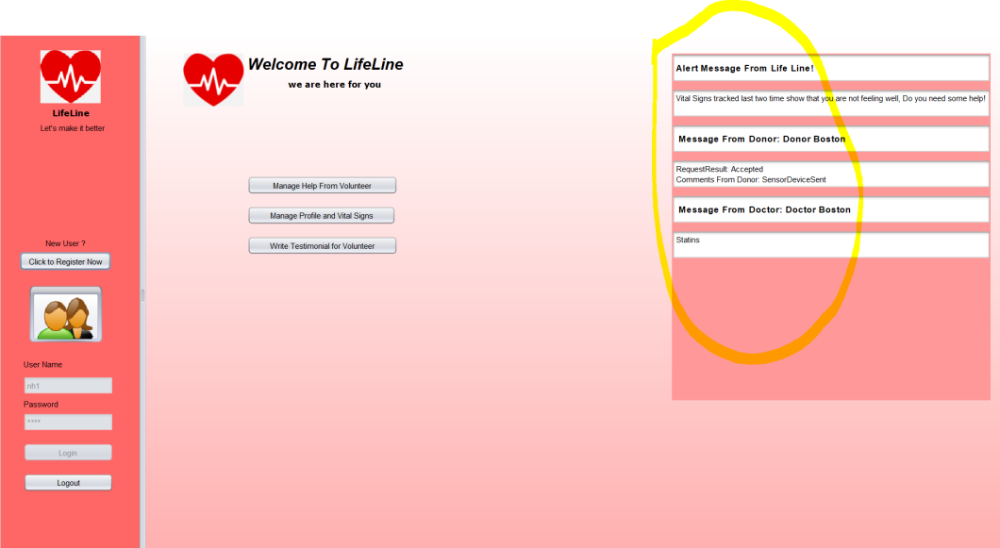 LifeLine
Let's make it better
New User ?
Click to Register Now
User Name
nh1
Password
****
Login
Logout
Welcome To LifeLine
we are here for you
Manage Help From Volunteer
Manage Profile and Vital Signs
Write Testimonial for Volunteer
Alert Message From Life Line!
Vital Signs tracked last two time show that you are not feeling well, Do you need some help!
Message From Donor: Donor Boston
RequestResult: Accepted
Comments From Donor: SensorDeviceSent
Message From Doctor: Doctor Boston
Statins